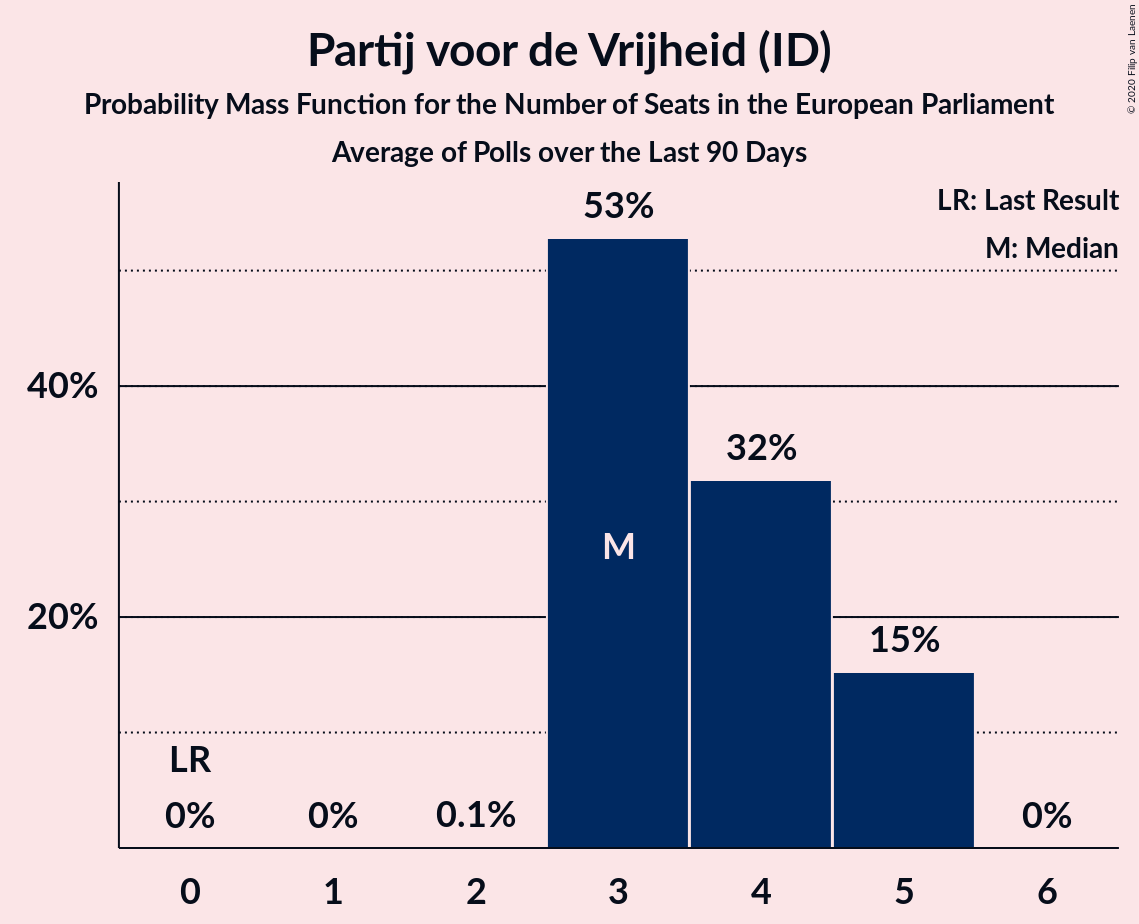 Partij voor de Vrijheid (ID)
Probability Mass Function for the Number of Seats in the European Parliament
Average of Polls over the Last 90 Days
© 2020 Filip van Laenen
LR: Last Result
M: Median
53%
40%
32%
M
20%
15%
LR
0%
0%
0.1%
0%
0
1
2
3
4
5
6